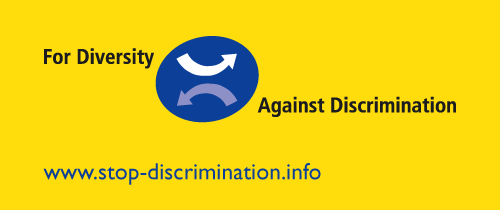 For Diversity
Against Discrimination
www.stop-discrimination.info